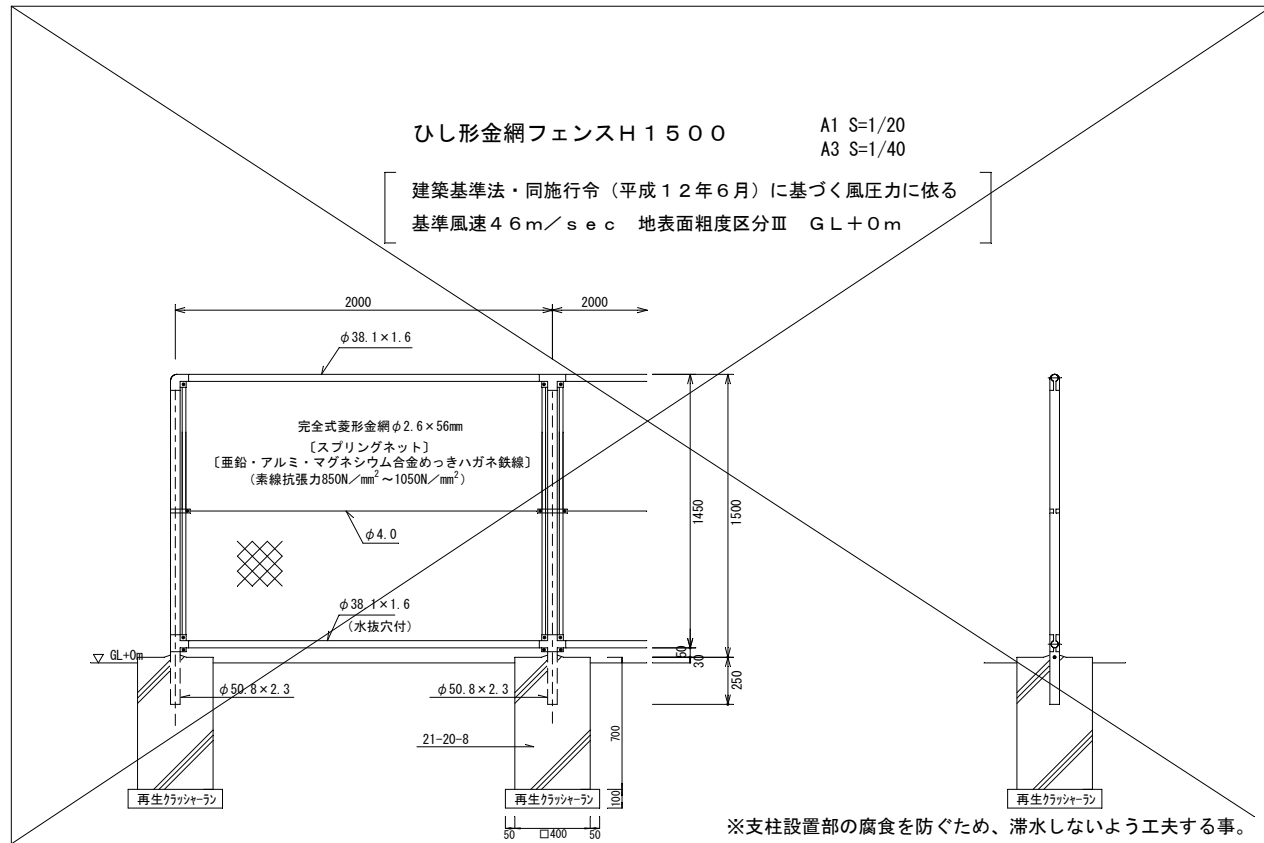 ひし形金網フェンスH1500
A1 S=1/20
A3 S=1/40
建築基準法・同施行令（平成12年6月）に基づく風圧力に依る
基準風速46m／sec　地表面粗度区分Ⅲ　GL＋0m
2000
2000
φ38.1×1.6
完全式菱形金網φ2.6×56mm
〔スプリングネット〕
〔亜鉛・アルミ・マグネシウム合金めっきハガネ鉄線〕
（素線抗張力850N／mm²～1050N／mm²）
1450
1500
φ4.0
φ38.1×1.6
（水抜穴付）
GL+0m
50
30
250
φ50.8×2.3
φ50.8×2.3
21-20-8
700
再生クラッシャーラン
再生クラッシャーラン
100
再生クラッシャーラン
50
□400
50
※支柱設置部の腐食を防ぐため、滞水しないよう工夫する事。